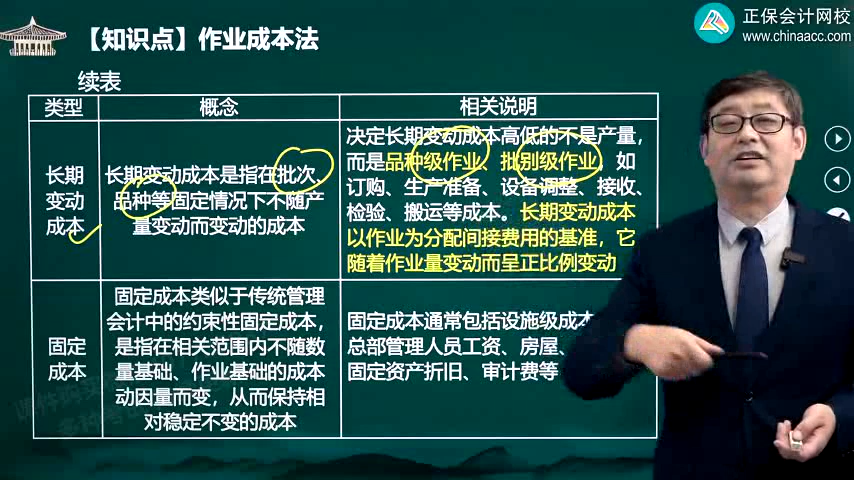 正保会计网校
www.chinaacc.com
【知识点】作业成本法
续表
类型
概念
相关说明
长期
变动
成本
长期变动成本是指在批次、
品种等固定情况下不随产
量变动而变动的成本
决定长期变动成本高低的不是产量，
而是品种级作业、批别级作业，如
订购、生产准备、设备调整、接收、
检验、搬运等成本。长期变动成本
以作业为分配间接费用的基准，它
随着作业量变动而呈正比例变动
固定
成本
固定成本类似于传统管理
会计中的约束性固定成本，
是指在相关范围内不随数
量基础、作业基础的成本
动因量而变，从而保持相
对稳定不变的成本
固定成本通常包括设施级成本
总部管理人员工资、房屋、
固定资产折旧、审计费等